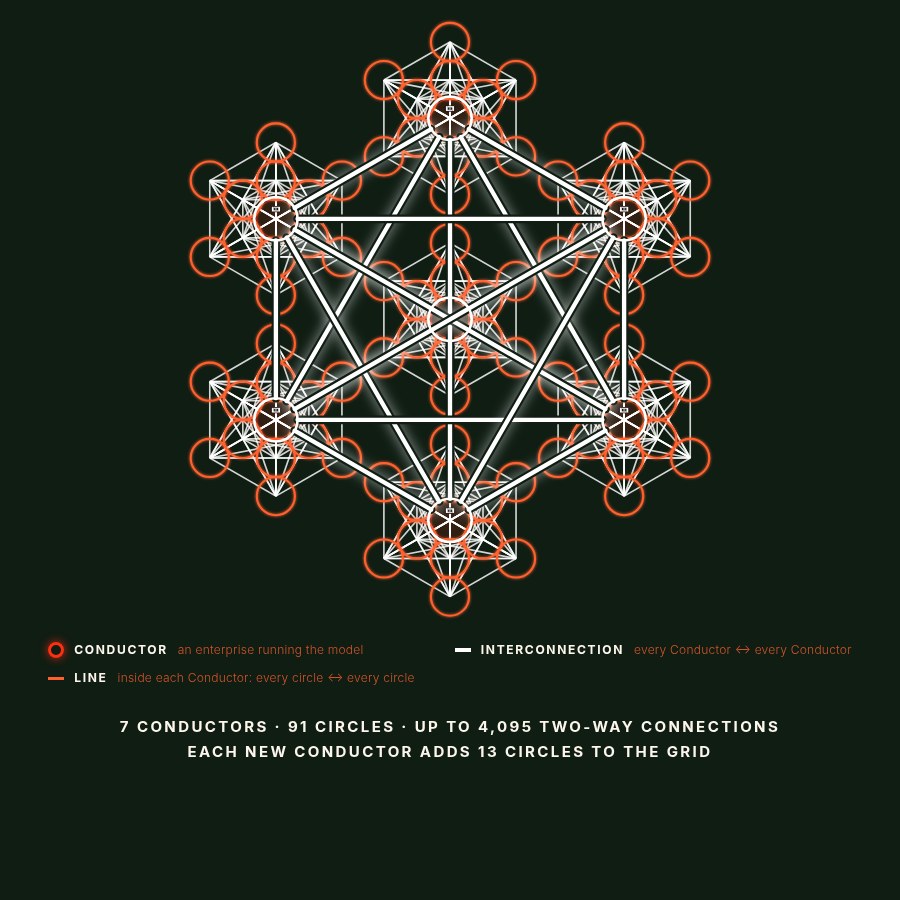 CONDUCTOR an enterprise running the model
INTERCONNECTION every Conductor ↔ every Conductor
LINE inside each Conductor: every circle ↔ every circle
7 CONDUCTORS · 91 CIRCLES · UP TO 4,095 TWO-WAY CONNECTIONS
EACH NEW CONDUCTOR ADDS 13 CIRCLES TO THE GRID